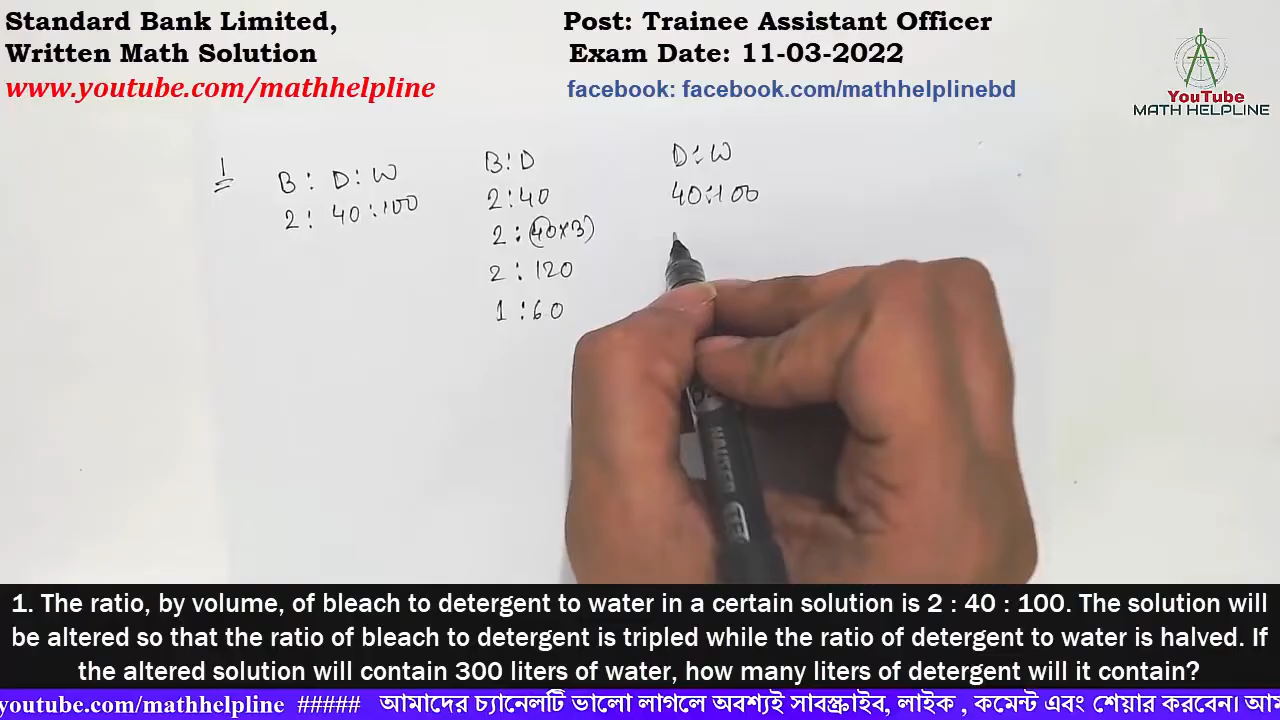 Standard Bank Limited,
Written Math Solution
www.youtube.com/mathhelpline
Post: Trainee Assistant Officer
Exam Date: 11-03-2022
facebook: facebook.com/mathhelplinebd
YouTube
MATH HELPLINE
1
B : D : W
2 : 40 : 100
B : D
2 : 40
2 : (40×3)
2 : 120
1 : 60
D : W
40 : 100
1. The ratio, by volume, of bleach to detergent to water in a certain solution is 2 : 40 : 100. The solution will
be altered so that the ratio of bleach to detergent is tripled while the ratio of detergent to water is halved. If
the altered solution will contain 300 liters of water, how many liters of detergent will it contain?
youtube.com/mathhelpline ##### আমাদের চ্যানেলটি ভালো লাগলে অবশ্যই সাবস্ক্রাইব, লাইক , কমেন্ট এবং শেয়ার করবেন। আম